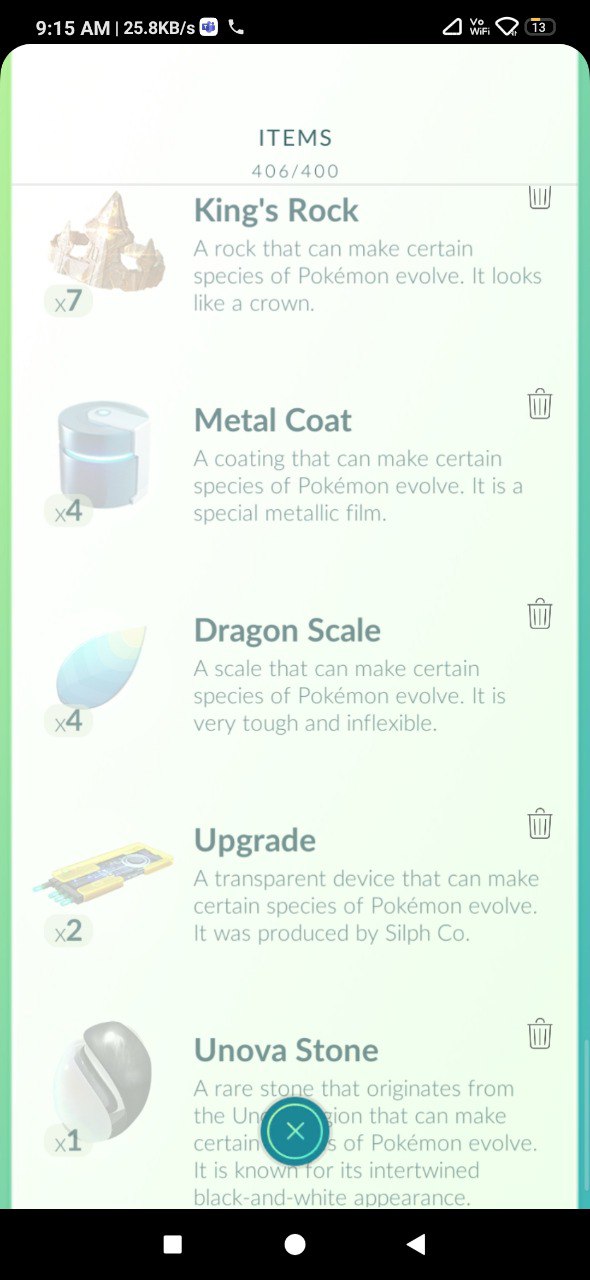 9:15 AM | 25.8KB/s
Vo
WiFi
13
ITEMS
406/400
King's Rock
A rock that can make certain
species of Pokémon evolve. It looks
like a crown.
x7
Metal Coat
A coating that can make certain
species of Pokémon evolve. It is a
special metallic film.
x4
Dragon Scale
A scale that can make certain
species of Pokémon evolve. It is
very tough and inflexible.
x4
Upgrade
A transparent device that can make
certain species of Pokémon evolve.
It was produced by Silph Co.
x2
Unova Stone
A rare stone that originates from
the gion that can make
certain s of Pokémon evolve.
It is known for its intertwined
black-and-white appearance.
x1